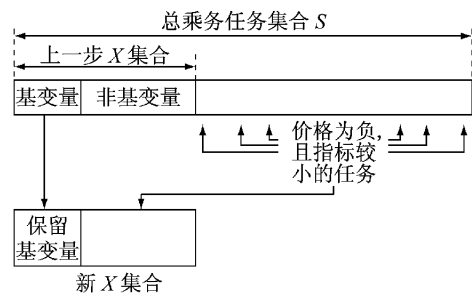 总乘务任务集合 S
上一步 X 集合
基变量
非基变量
价格为负,
且指标较
小的任务
保留
基变量
新 X 集合